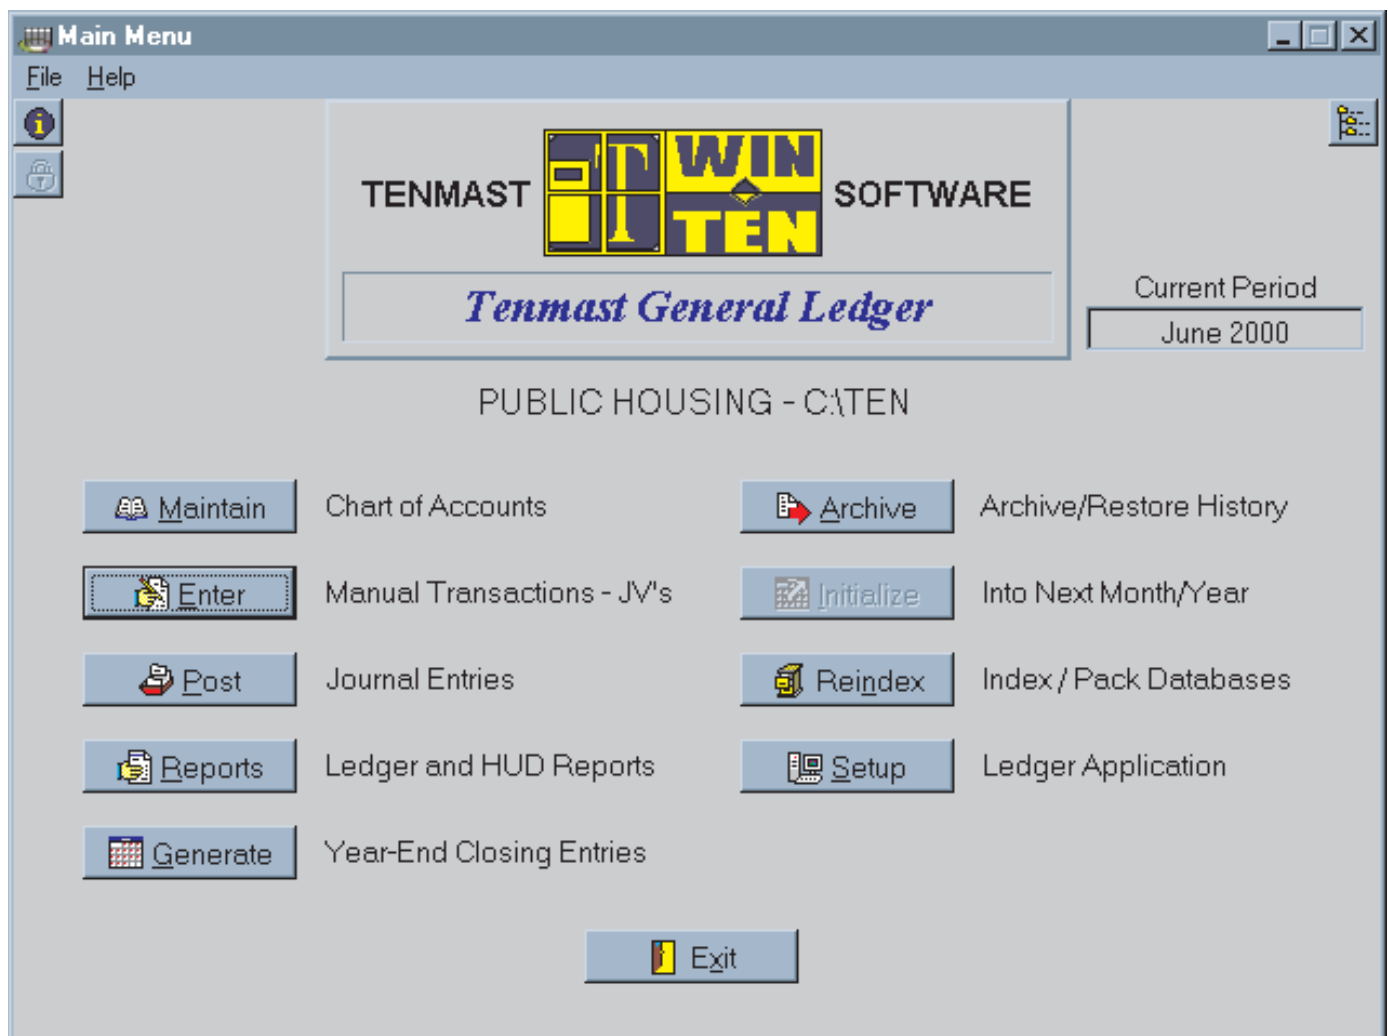 Main Menu
File Help
TENMAST T WIN TEN SOFTWARE
Tenmast General Ledger
Current Period
June 2000
PUBLIC HOUSING - C:\TEN
Maintain Chart of Accounts Archive Archive/Restore History
Enter Manual Transactions - JV's Initialize Into Next Month/Year
Post Journal Entries Reindex Index / Pack Databases
Reports Ledger and HUD Reports Setup Ledger Application
Generate Year-End Closing Entries
Exit